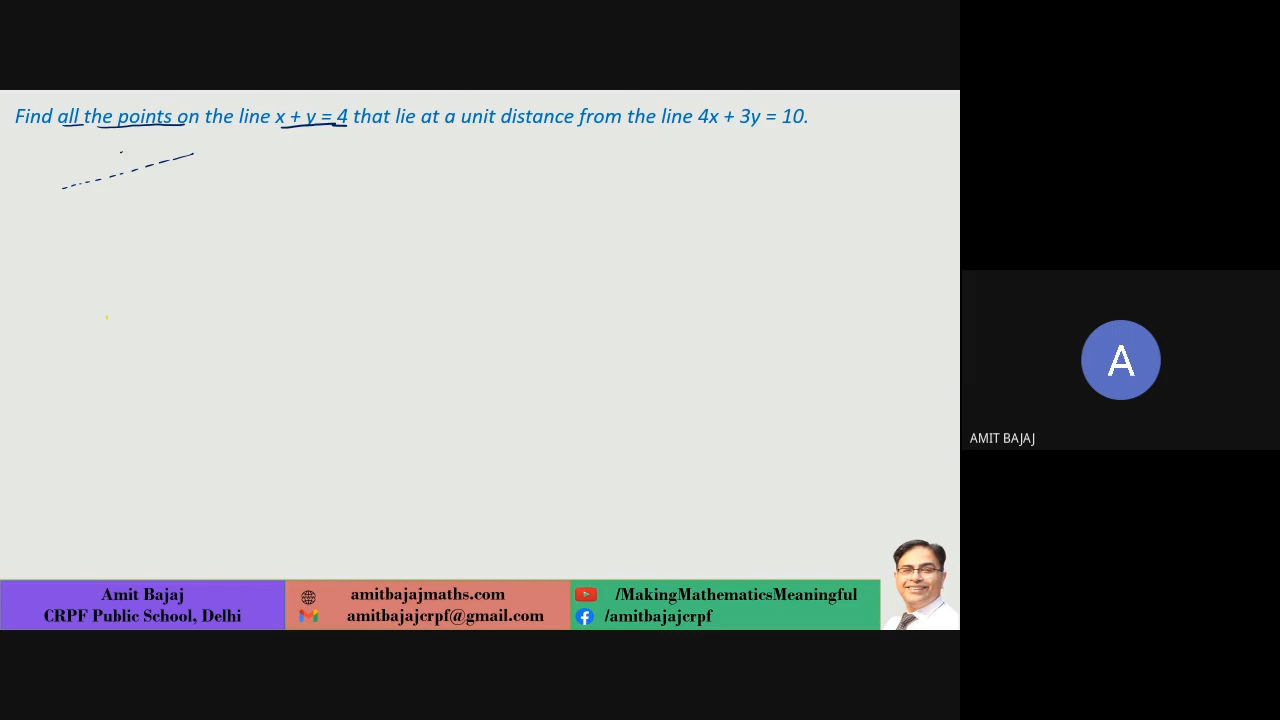 Find all the points on the line x + y = 4 that lie at a unit distance from the line 4x + 3y = 10.
A
AMIT BAJAJ
Amit Bajaj
CRPF Public School, Delhi
amitbajajmaths.com
amitbajajcrpf@gmail.com
/MakingMathematicsMeaningful
/amitbajajcrpf